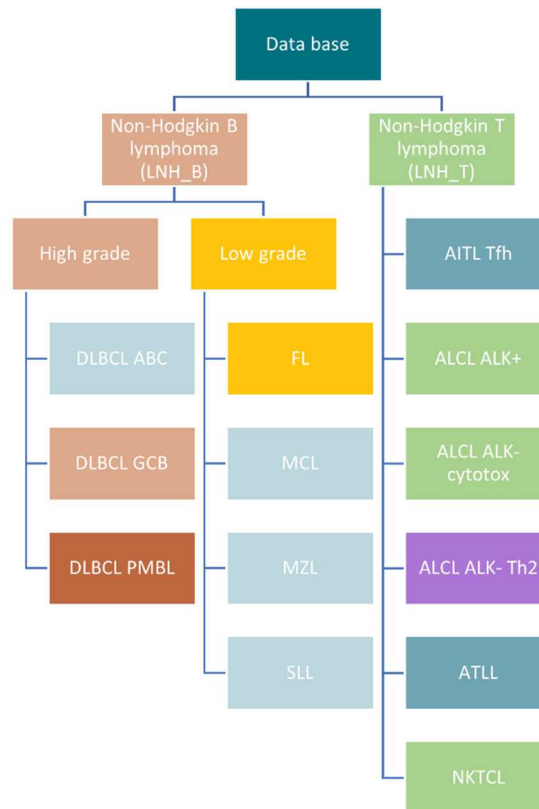 Data base
Non-Hodgkin B
lymphoma
(LNH_B)
Non-Hodgkin T
lymphoma
(LNH_T)
High grade
Low grade
AITL Tfh
DLBCL ABC
FL
ALCL ALK+
DLBCL GCB
MCL
ALCL ALK-
cytotox
DLBCL PMBL
MZL
ALCL ALK- Th2
SLL
ATLL
NKTCL